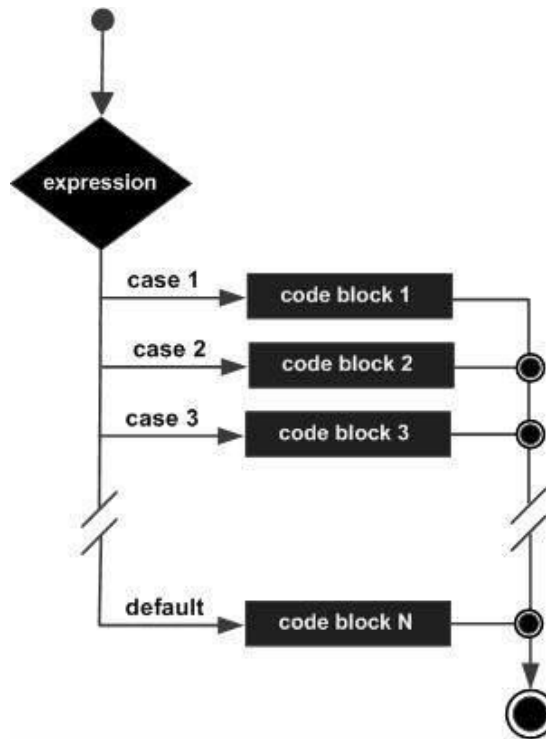 expression
case 1
code block 1
case 2
code block 2
case 3
code block 3
default
code block N